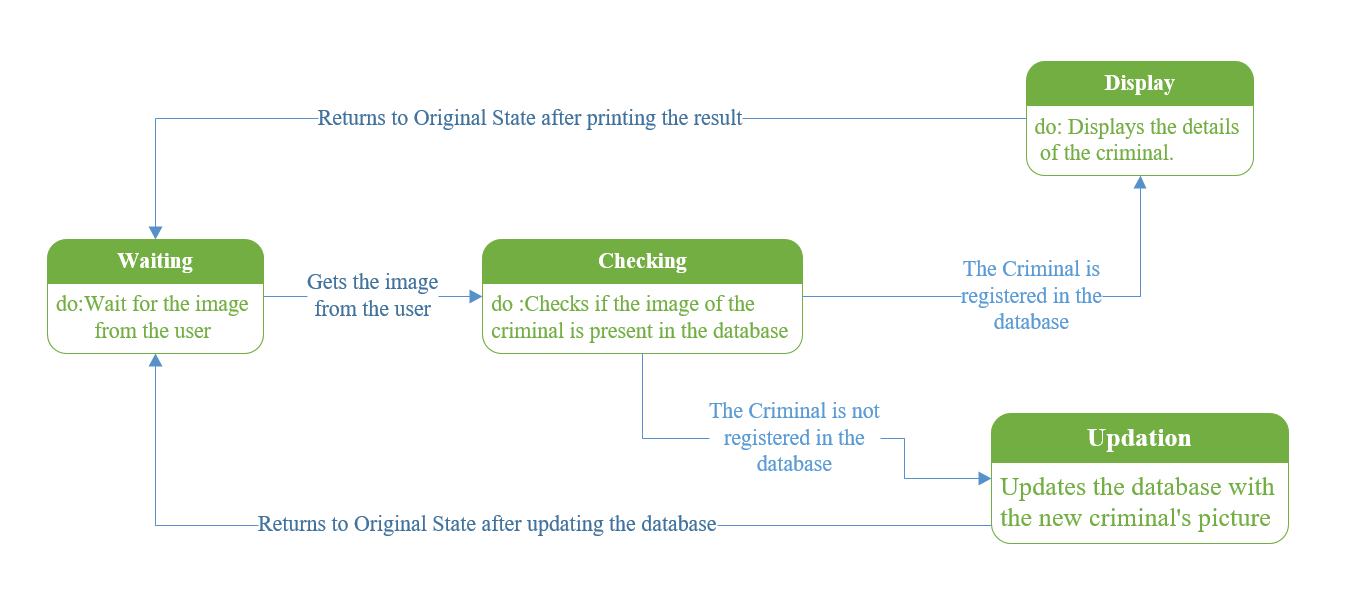 Display
do: Displays the details
of the criminal.
Returns to Original State after printing the result
Waiting
do:Wait for the image
from the user
Gets the image
from the user
Checking
do :Checks if the image of the
criminal is present in the database
The Criminal is
registered in the
database
The Criminal is not
registered in the
database
Updation
Updates the database with
the new criminal's picture
Returns to Original State after updating the database